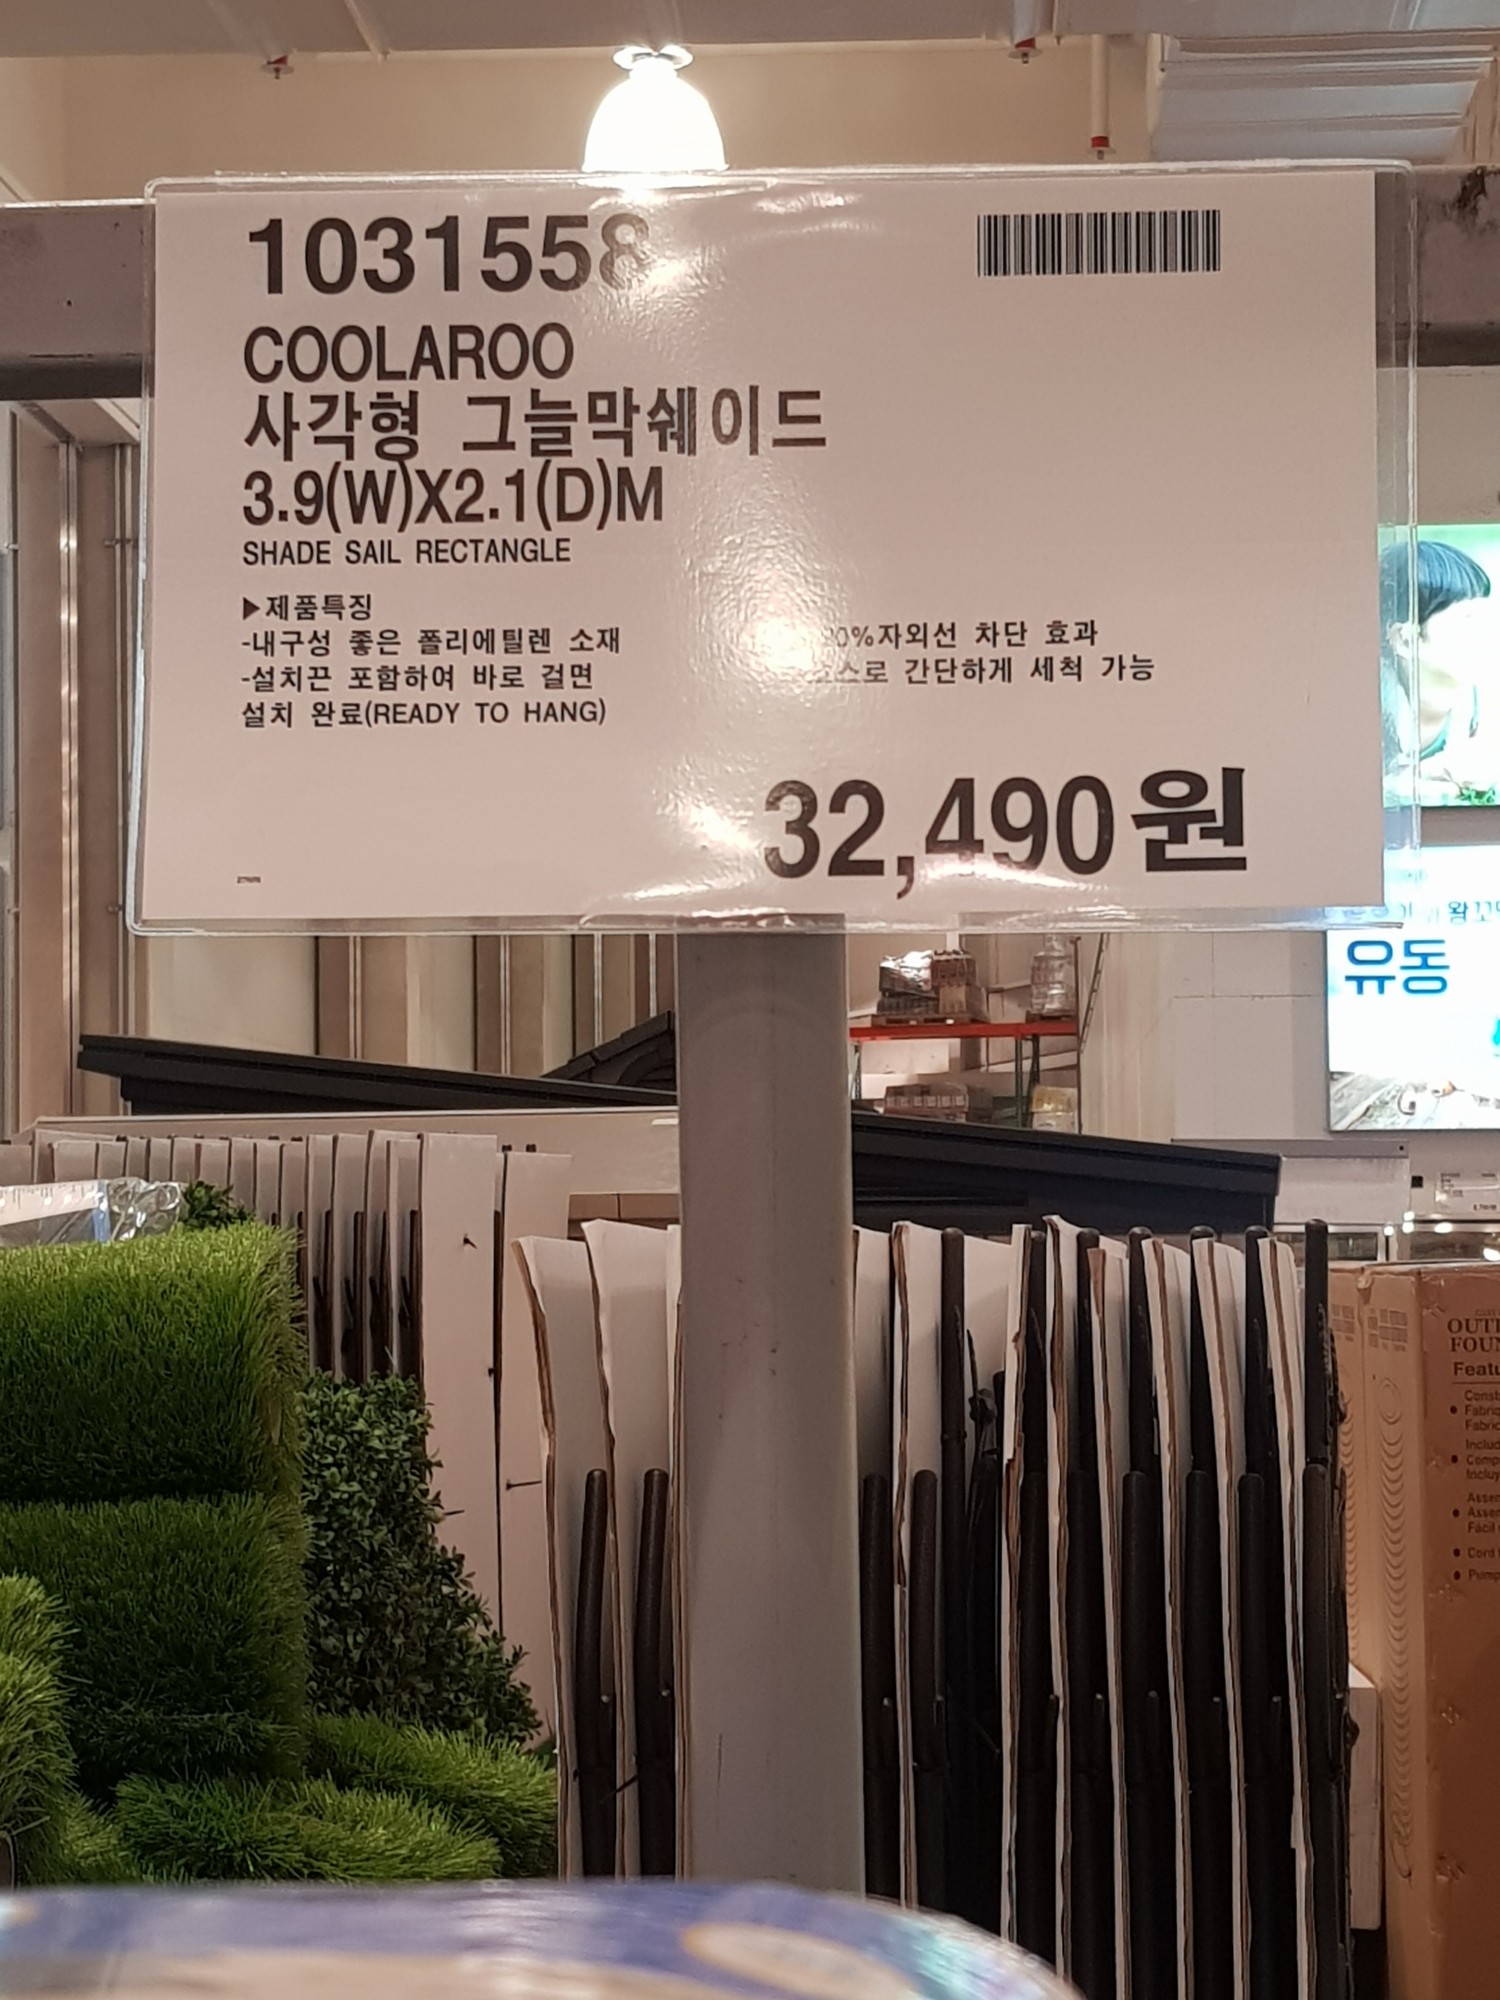 1031558
COOLAROO
사각형 그늘막쉐이드
3.9(W)X2.1(D)M
SHADE SAIL RECTANGLE
▶제품특징
-내구성 좋은 폴리에틸렌 소재
-설치끈 포함하여 바로 걸면
설치 완료(READY TO HANG)
자외선 차단 효과
간단하게 세척 가능
32,490원
유동
OUT
FOUN
Featu